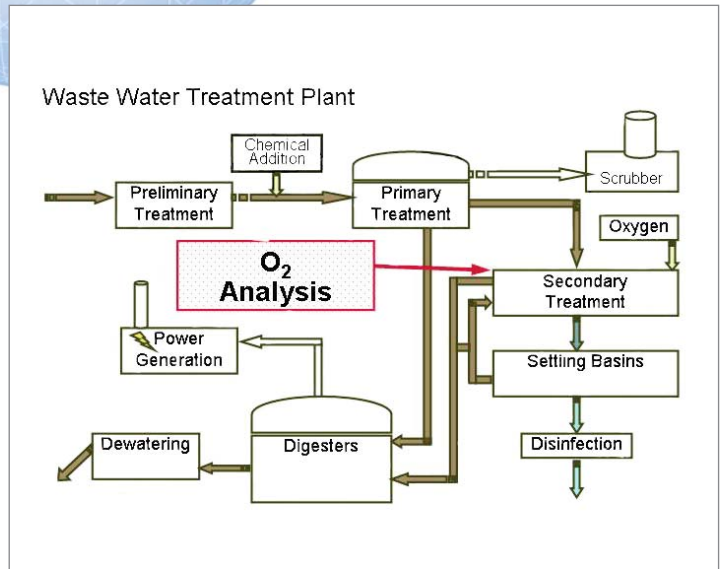 Waste Water Treatment Plant
Chemical
Addition
Preliminary
Treatment
Primary
Treatment
Scrubber
Oxygen
O₂
Analysis
Secondary
Treatment
Power
Generation
Settling Basins
Dewatering
Digesters
Disinfection